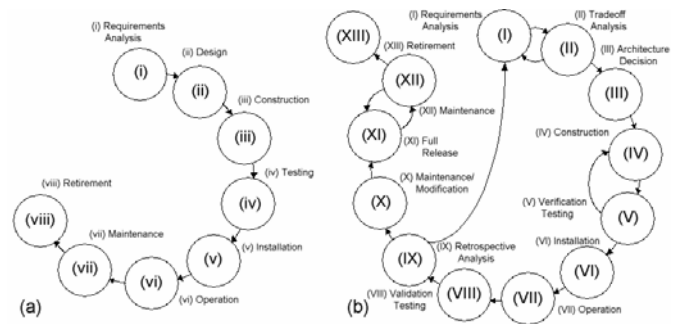 (i) Requirements
Analysis
(i)
(ii) Design
(ii)
(iii) Construction
(iii)
(iv) Testing
(iv)
(v) Installation
(v)
(vi)
(vi) Operation
(vii) Maintenance
(vii)
(viii) Retirement
(viii)
(a)
(I) Requirements
Analysis
(I)
(II) Tradeoff
Analysis
(II)
(III) Architecture
Decision
(III)
(IV) Construction
(IV)
(V) Verification
Testing
(V)
(VI) Installation
(VI)
(VII)
(VII) Operation
(VIII) Validation
Testing
(VIII)
(IX) Retrospective
Analysis
(IX)
(X) Maintenance/
Modification
(X)
(XI) Full
Release
(XI)
(XII) Maintenance
(XII)
(XIII) Retirement
(XIII)
(b)